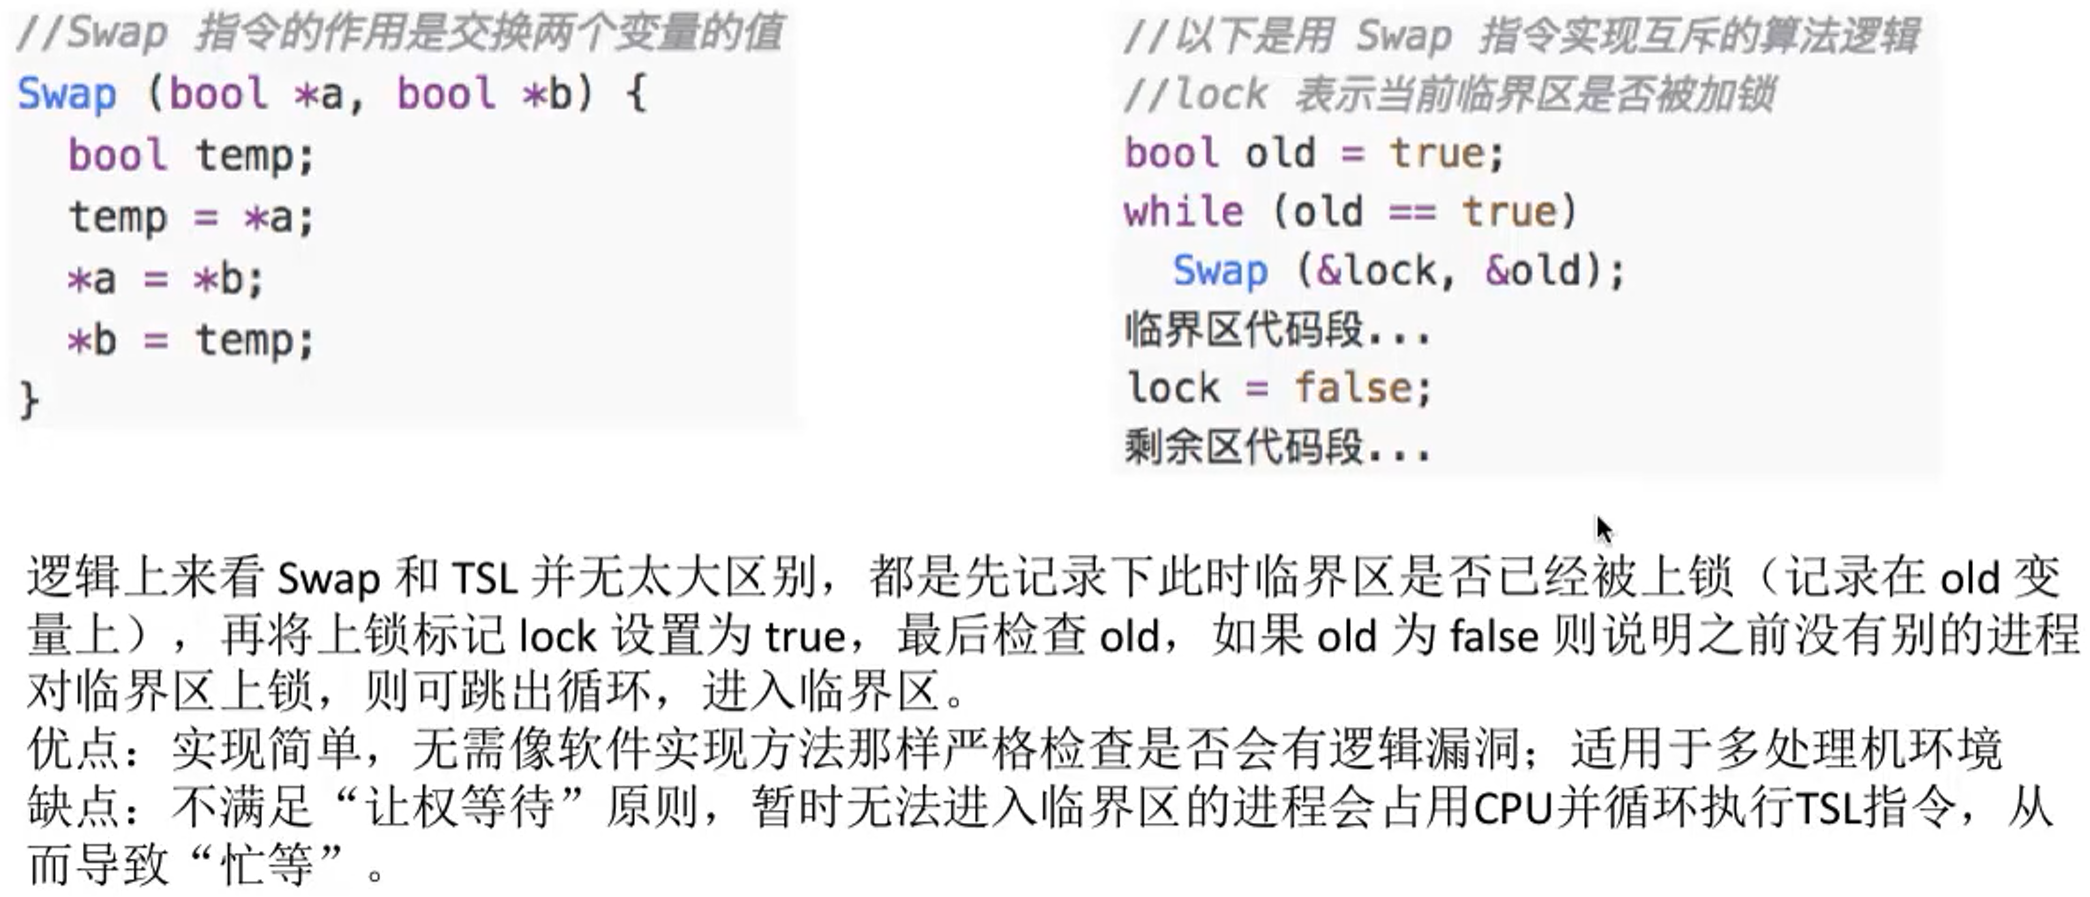 //Swap 指令的作用是交换两个变量的值
Swap (bool *a, bool *b) {
  bool temp;
  temp = *a;
  *a = *b;
  *b = temp;
}
//以下是用 Swap 指令实现互斥的算法逻辑
//lock 表示当前临界区是否被加锁
bool old = true;
while (old == true)
  Swap (&lock, &old);
临界区代码段...
lock = false;
剩余区代码段...
逻辑上来看 Swap 和 TSL 并无太大区别，都是先记录下此时临界区是否已经被上锁（记录在 old 变
量上），再将上锁标记 lock 设置为 true，最后检查 old，如果 old 为 false 则说明之前没有别的进程
对临界区上锁，则可跳出循环，进入临界区。
优点：实现简单，无需像软件实现方法那样严格检查是否会有逻辑漏洞；适用于多处理机环境
缺点：不满足“让权等待”原则，暂时无法进入临界区的进程会占用CPU并循环执行TSL指令，从
而导致“忙等”。